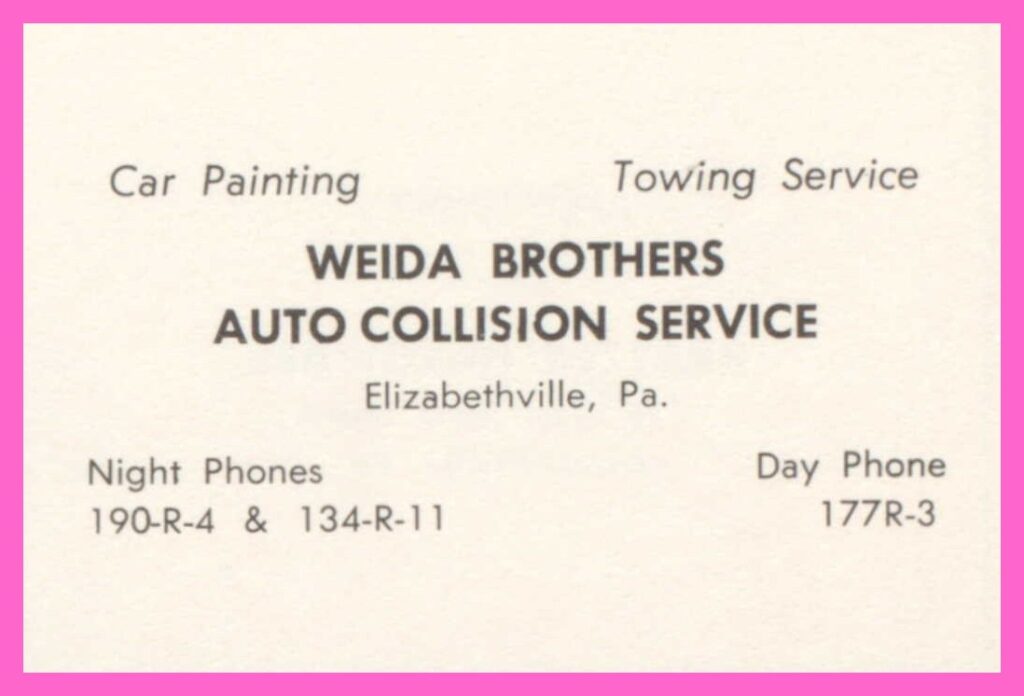 Car Painting Towing Service
WEIDA BROTHERS
AUTO COLLISION SERVICE
Elizabethville, Pa.
Night Phones Day Phone
190-R-4 & 134-R-11 177R-3